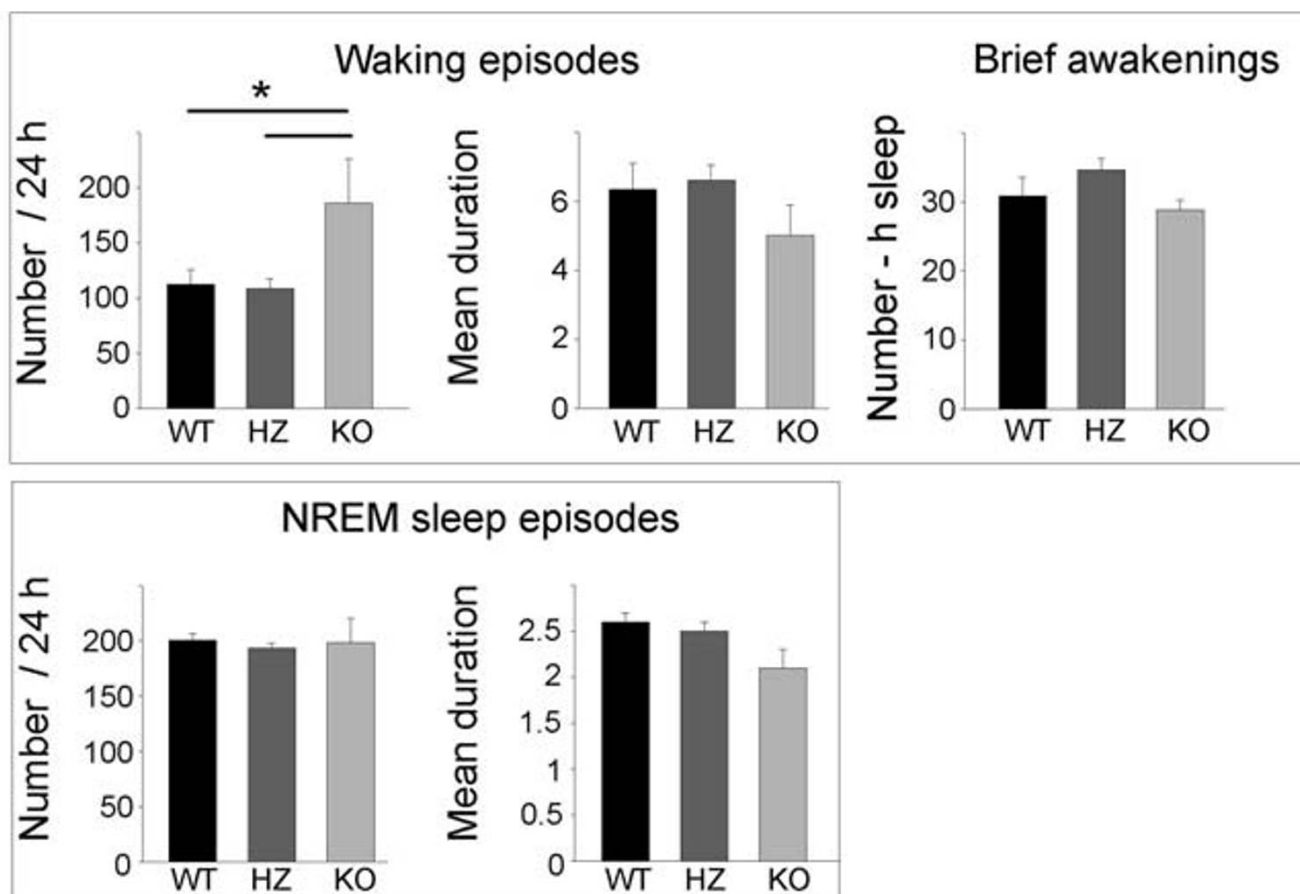 Waking episodes
Brief awakenings
*
Number / 24 h
200
150
100
50
0
WT HZ KO
Mean duration
6
4
2
0
WT HZ KO
Number - h sleep
30
20
10
0
WT HZ KO
NREM sleep episodes
Number / 24 h
200
150
100
50
0
WT HZ KO
Mean duration
2.5
2
1.5
1
0.5
0
WT HZ KO